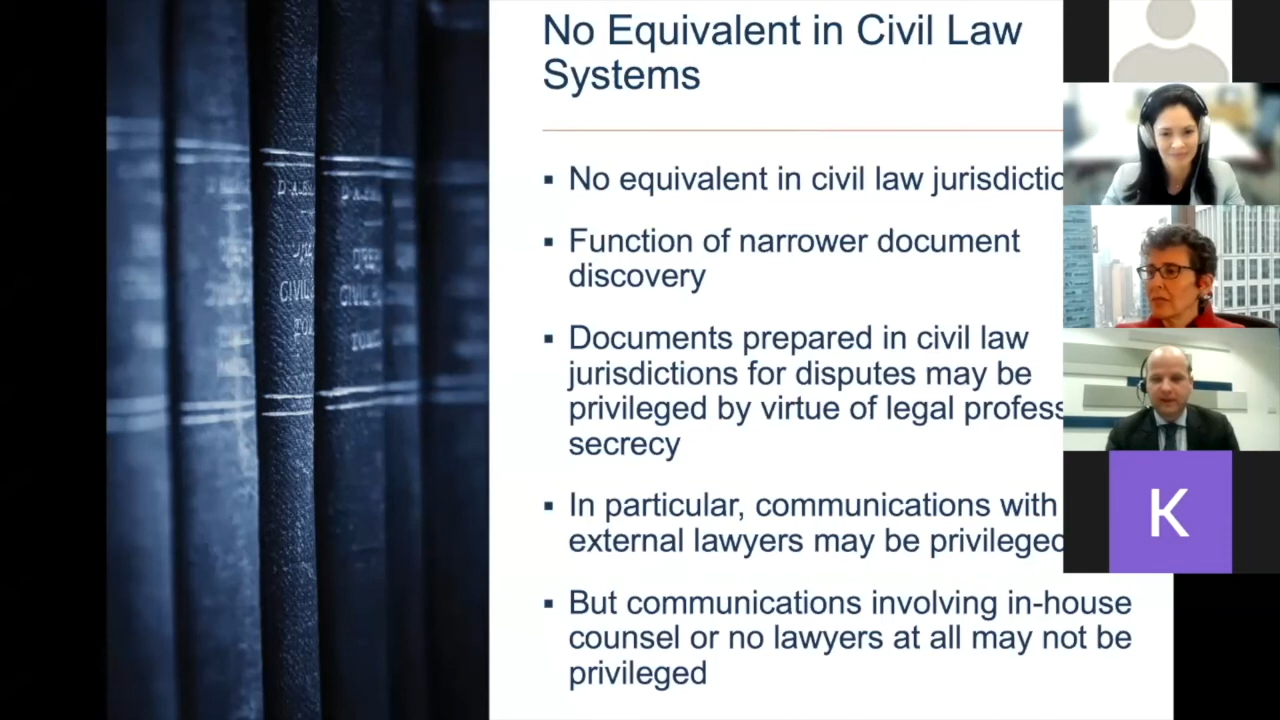 No Equivalent in Civil Law
Systems
▪ No equivalent in civil law jurisdictio
▪ Function of narrower document
discovery
▪ Documents prepared in civil law
jurisdictions for disputes may be
privileged by virtue of legal profess
secrecy
▪ In particular, communications with
external lawyers may be privileged
▪ But communications involving in-house
counsel or no lawyers at all may not be
privileged
CIVIL
K